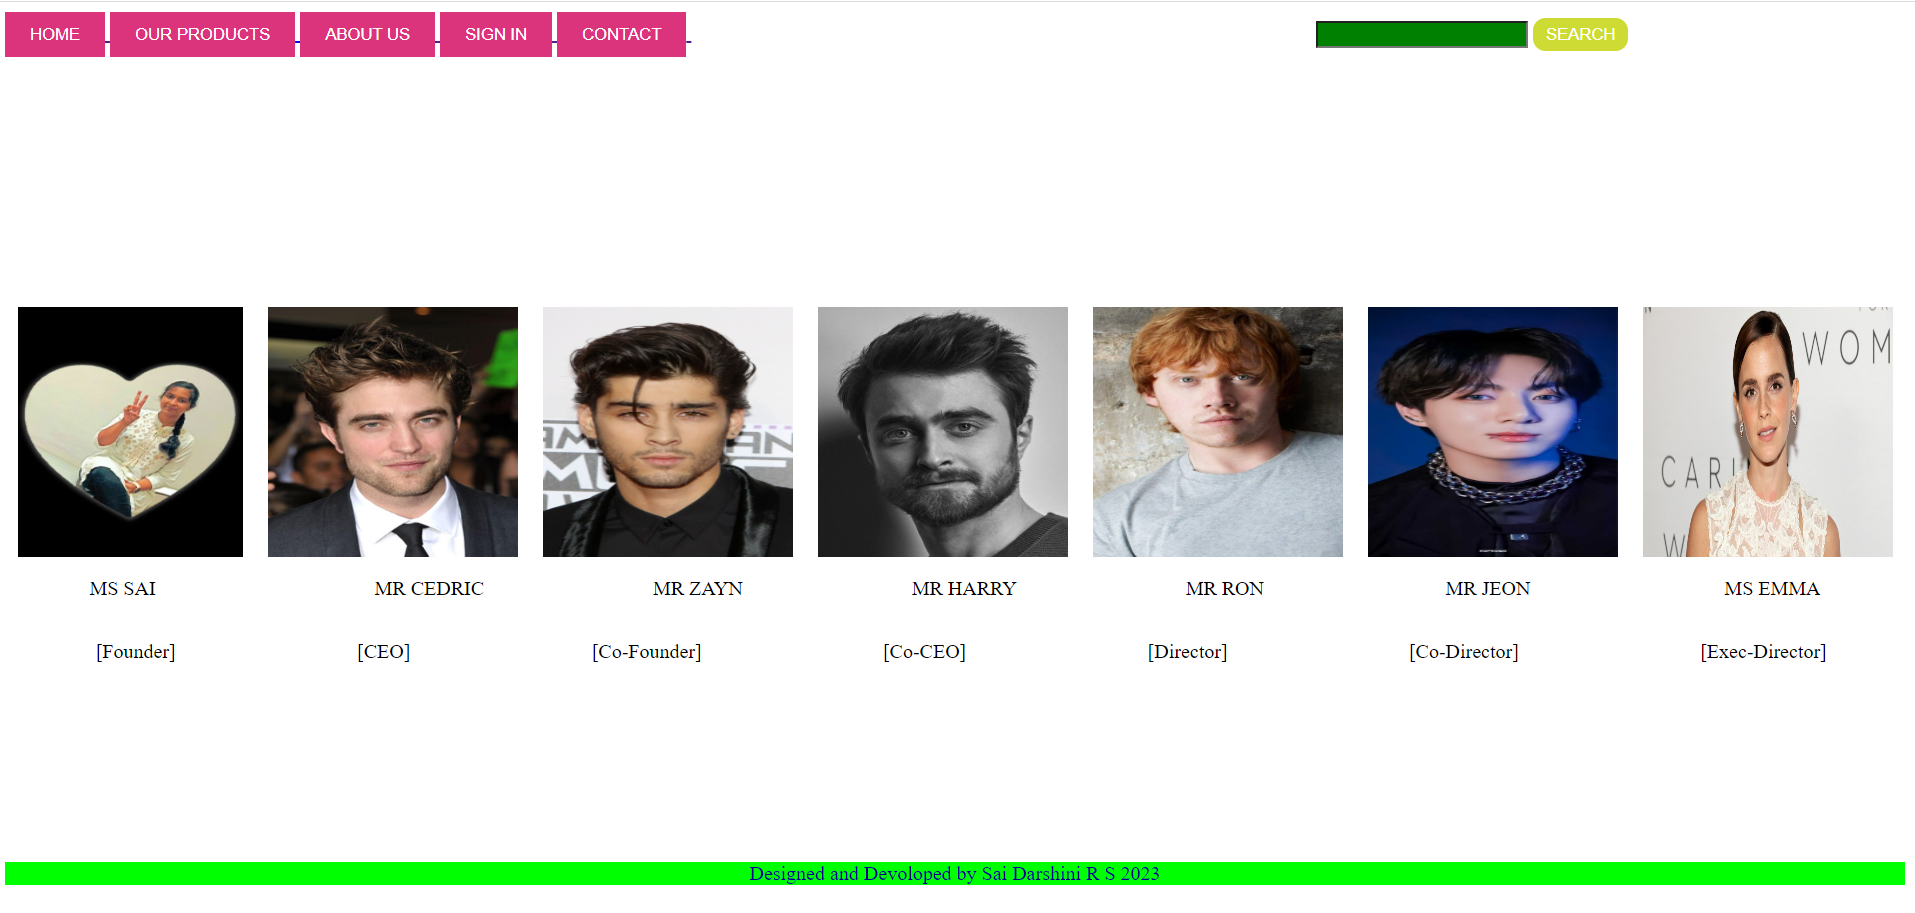 HOME OUR PRODUCTS ABOUT US SIGN IN CONTACT SEARCH
WOM
CARI
W
MS SAI MR CEDRIC MR ZAYN MR HARRY MR RON MR JEON MS EMMA
[Founder] [CEO] [Co-Founder] [Co-CEO] [Director] [Co-Director] [Exec-Director]
Designed and Devoloped by Sai Darshini R S 2023